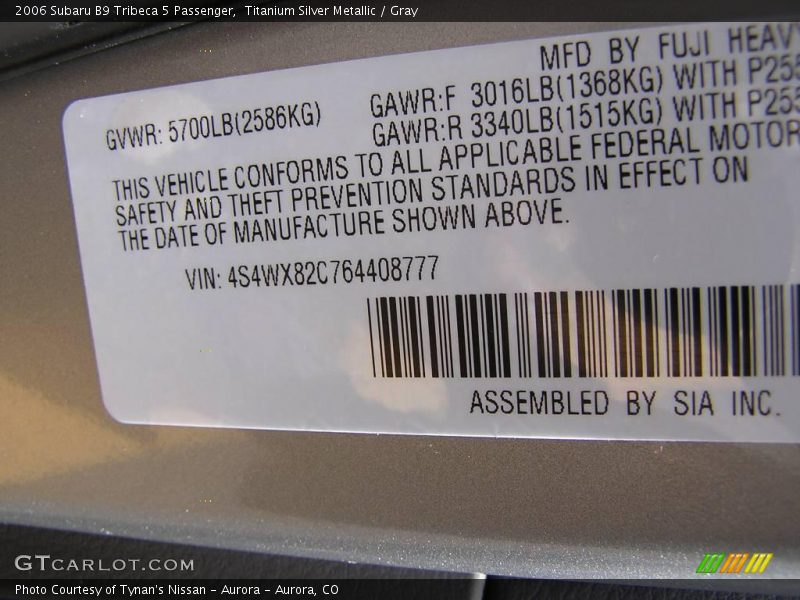 2006 Subaru B9 Tribeca 5 Passenger,  Titanium Silver Metallic / Gray
MFD BY FUJI HEAVY
GVWR: 5700LB(2586KG)
GAWR:F 3016LB(1368KG) WITH P255
GAWR:R 3340LB(1515KG) WITH P255
THIS VEHICLE CONFORMS TO ALL APPLICABLE FEDERAL MOTOR
SAFETY AND THEFT PREVENTION STANDARDS IN EFFECT ON
THE DATE OF MANUFACTURE SHOWN ABOVE.
VIN: 4S4WX82C764408777
ASSEMBLED BY SIA INC.
GTCARLOT.COM
Photo Courtesy of Tynan's Nissan - Aurora - Aurora, CO